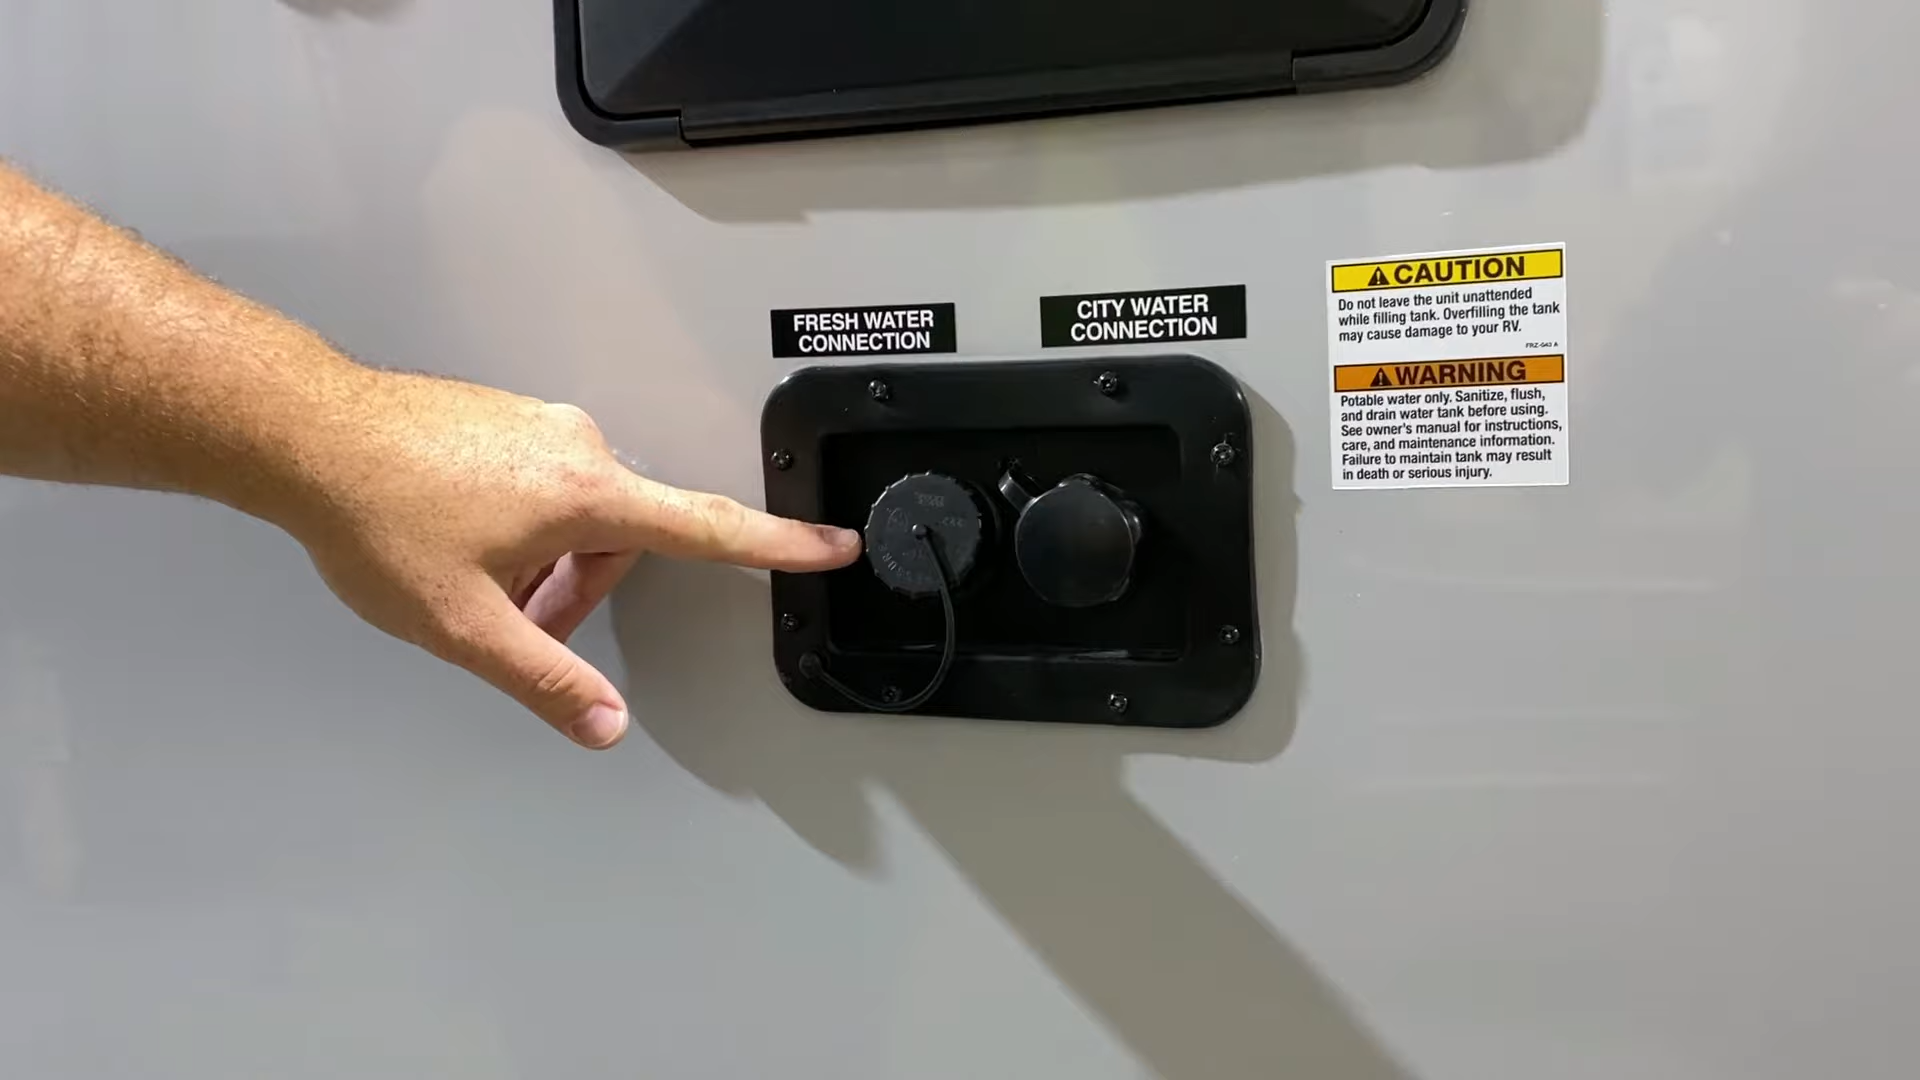 FRESH WATER
CONNECTION
CITY WATER
CONNECTION
CAUTION
Do not leave the unit unattended
while filling tank. Overfilling the tank
may cause damage to your RV.
FRZ-043 A
WARNING
Potable water only. Sanitize, flush,
and drain water tank before using.
See owner's manual for instructions,
care, and maintenance information.
Failure to maintain tank may result
in death or serious injury.